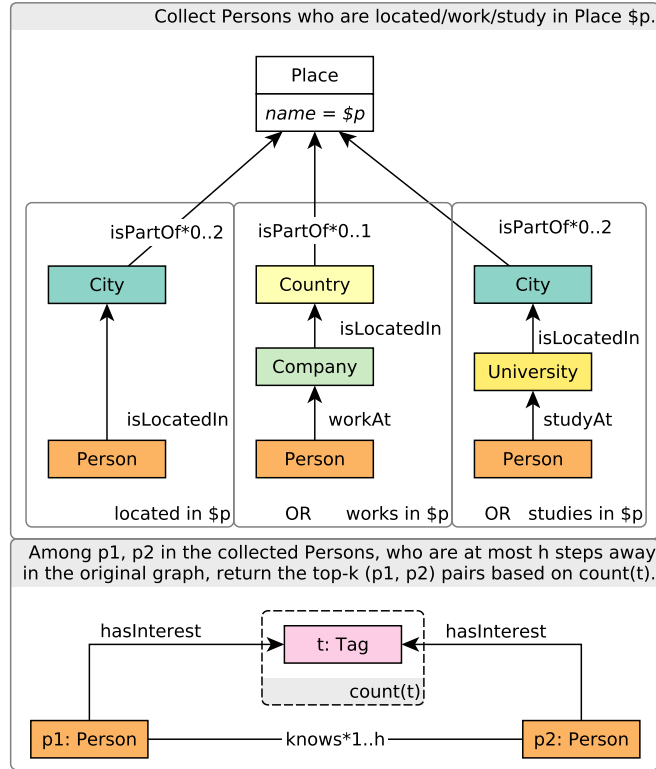 Collect Persons who are located/work/study in Place $p.
Place
name = $p
isPartOf*0..2
isPartOf*0..1
isPartOf*0..2
City
Country
City
isLocatedIn
isLocatedIn
Company
University
isLocatedIn
workAt
studyAt
Person
Person
Person
located in $p
OR
works in $p
OR
studies in $p
Among p1, p2 in the collected Persons, who are at most h steps away
in the original graph, return the top-k (p1, p2) pairs based on count(t).
hasInterest
hasInterest
t: Tag
count(t)
p1: Person
knows*1..h
p2: Person